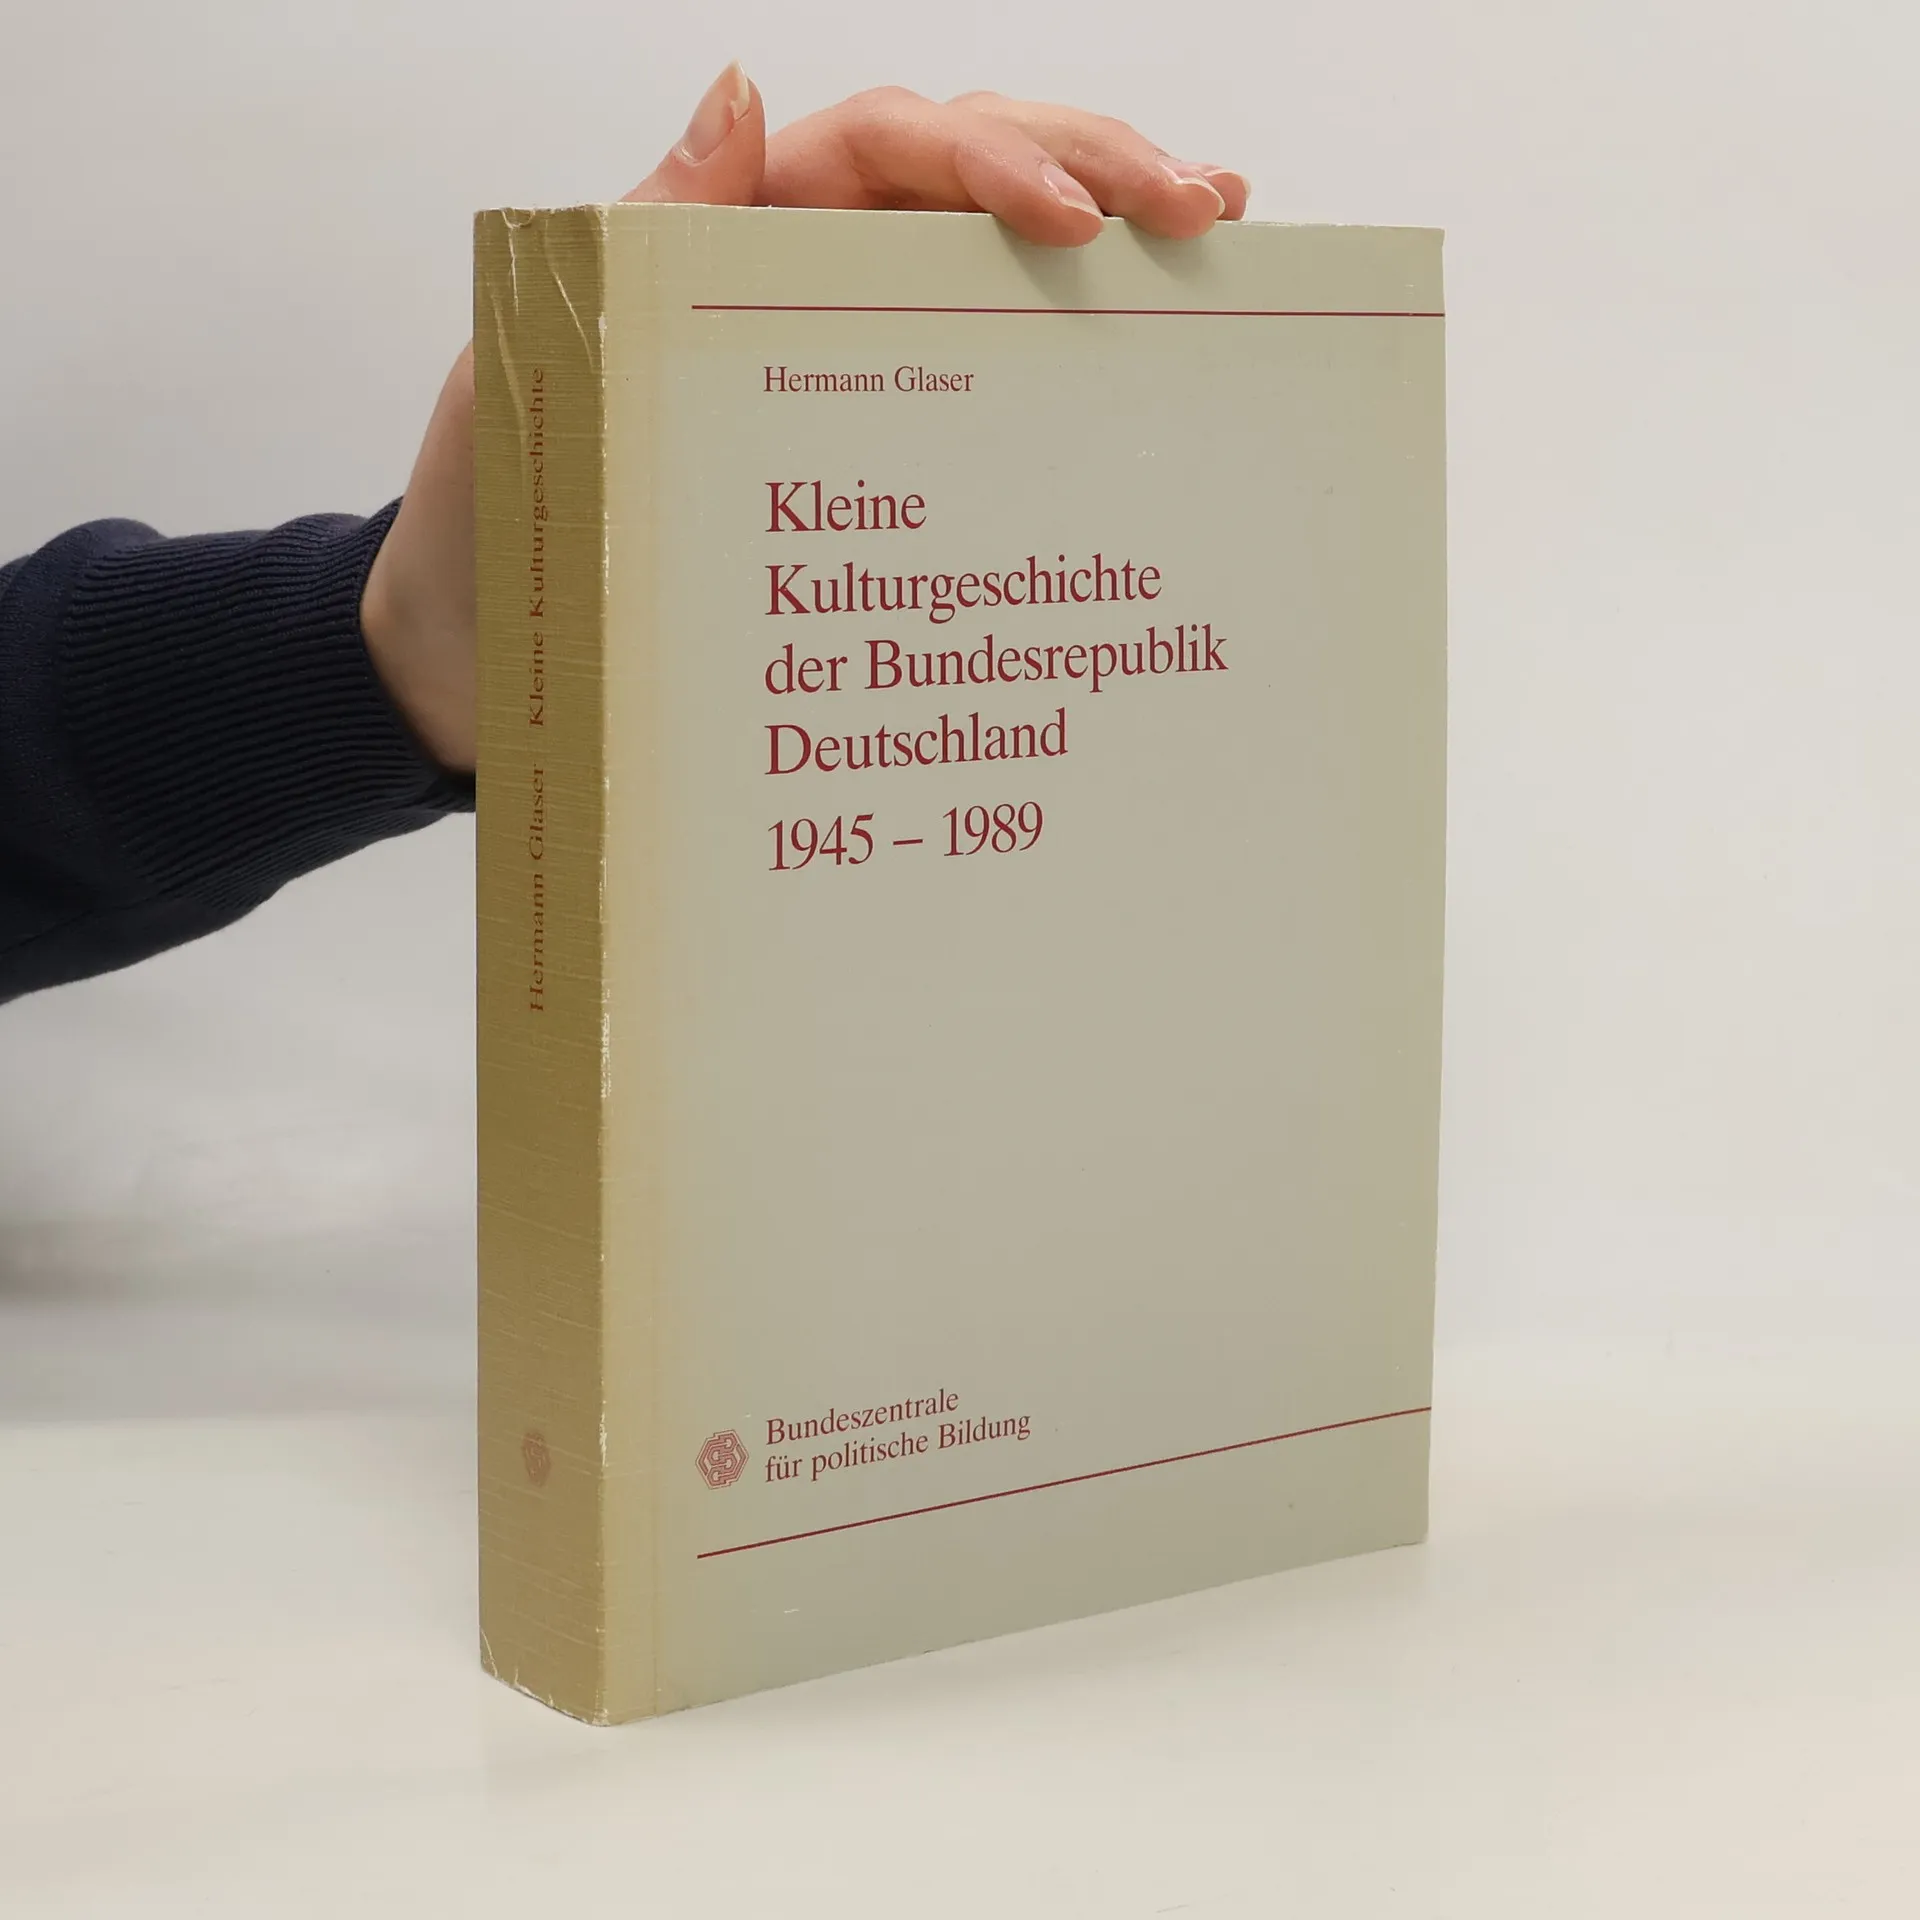 Hermann Glaser
Kleine
Kulturgeschichte
der Bundesrepublik
Deutschland
1945 – 1989
Bundeszentrale
für politische Bildung
Hermann Glaser Kleine Kulturgeschichte